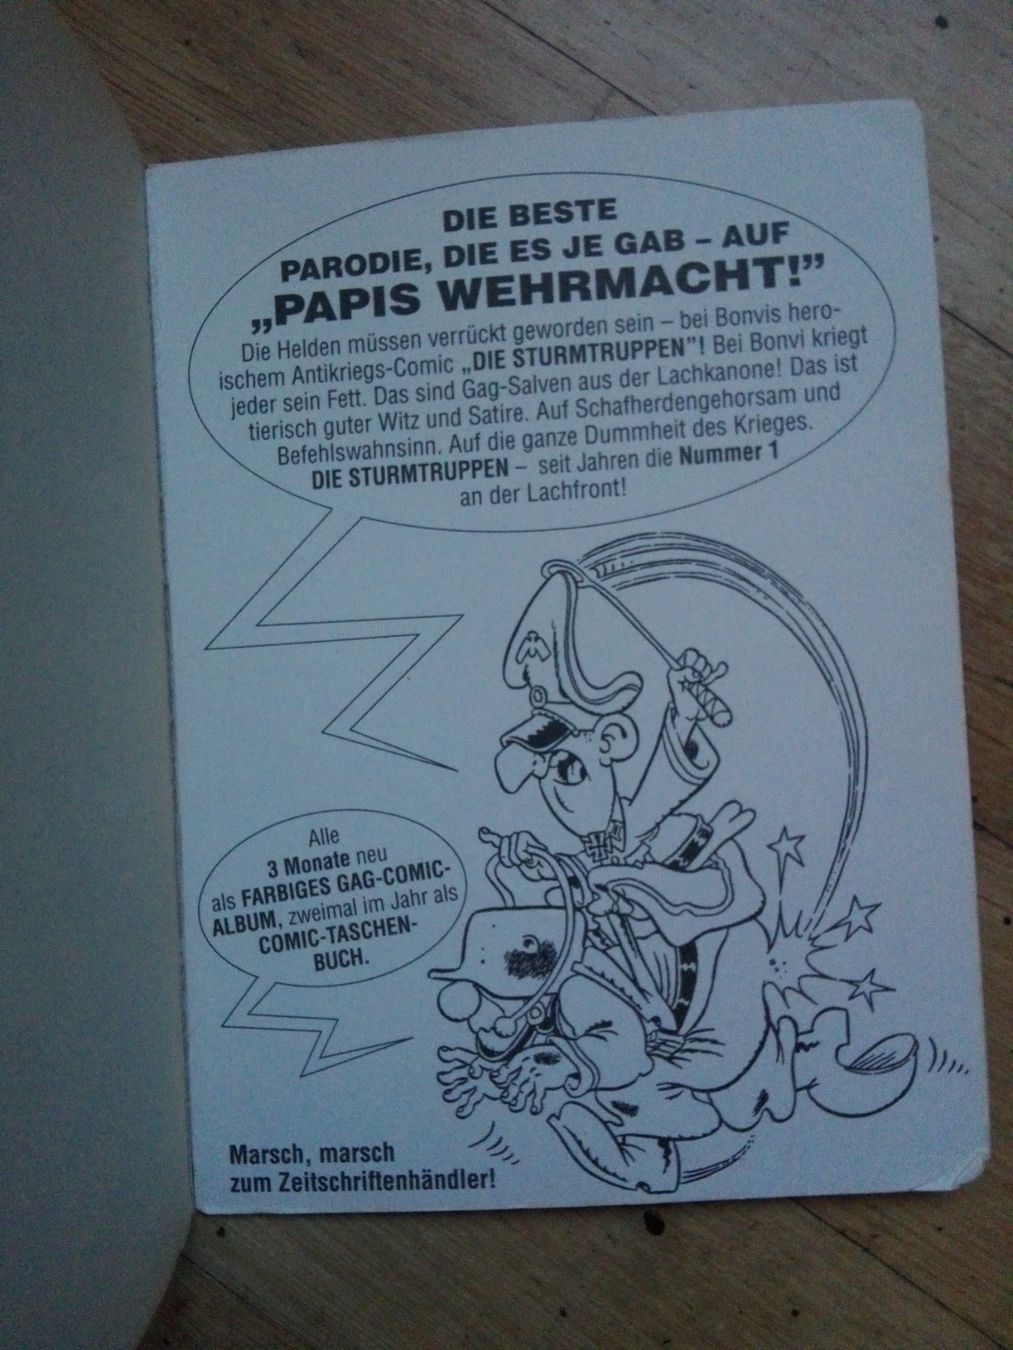 DIE BESTE
PARODIE, DIE ES JE GAB – AUF
„PAPIS WEHRMACHT!”
Die Helden müssen verrückt geworden sein – bei Bonvis hero-
ischem Antikriegs-Comic „DIE STURMTRUPPEN”! Bei Bonvi kriegt
jeder sein Fett. Das sind Gag-Salven aus der Lachkanone! Das ist
tierisch guter Witz und Satire. Auf Schafherdengehorsam und
Befehlswahnsinn. Auf die ganze Dummheit des Krieges.
DIE STURMTRUPPEN – seit Jahren die Nummer 1
an der Lachfront!
Alle
3 Monate neu
als FARBIGES GAG-COMIC-
ALBUM, zweimal im Jahr als
COMIC-TASCHEN-
BUCH.
Marsch, marsch
zum Zeitschriftenhändler!